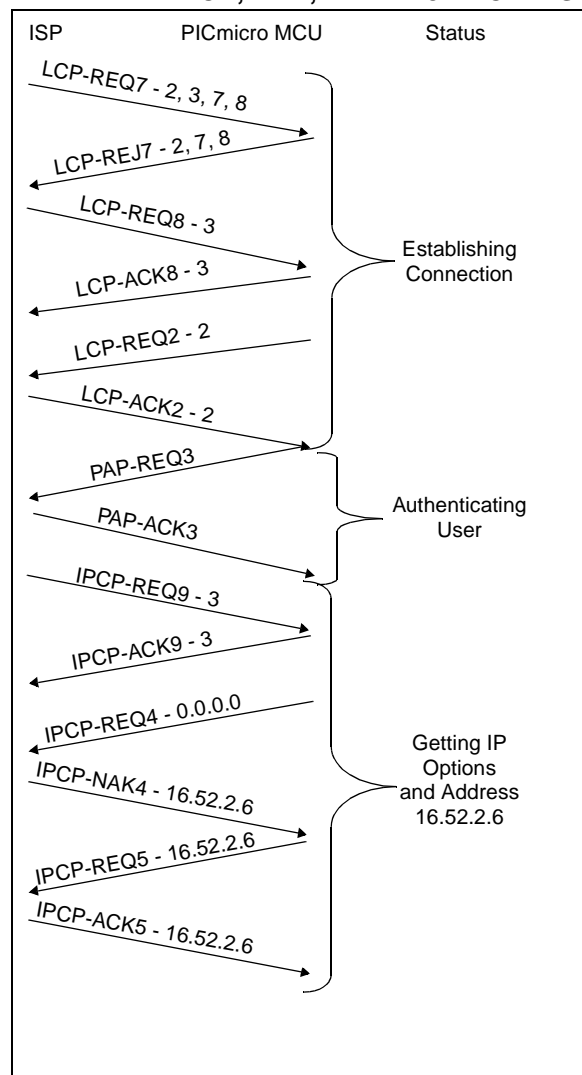 ISP PICmicro MCU Status
LCP-REQ7 - 2, 3, 7, 8
LCP-REJ7 - 2, 7, 8
LCP-REQ8 - 3
LCP-ACK8 - 3
LCP-REQ2 - 2
LCP-ACK2 - 2
Establishing
Connection
PAP-REQ3
PAP-ACK3
Authenticating
User
IPCP-REQ9 - 3
IPCP-ACK9 - 3
IPCP-REQ4 - 0.0.0.0
IPCP-NAK4 - 16.52.2.6
IPCP-REQ5 - 16.52.2.6
IPCP-ACK5 - 16.52.2.6
Getting IP
Options
and Address
16.52.2.6